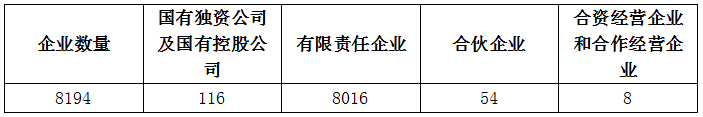 企业数量
国有独资公司
及国有控股公
司
有限责任企业
合伙企业
合资经营企业
和合作经营企
业
8194
116
8016
54
8